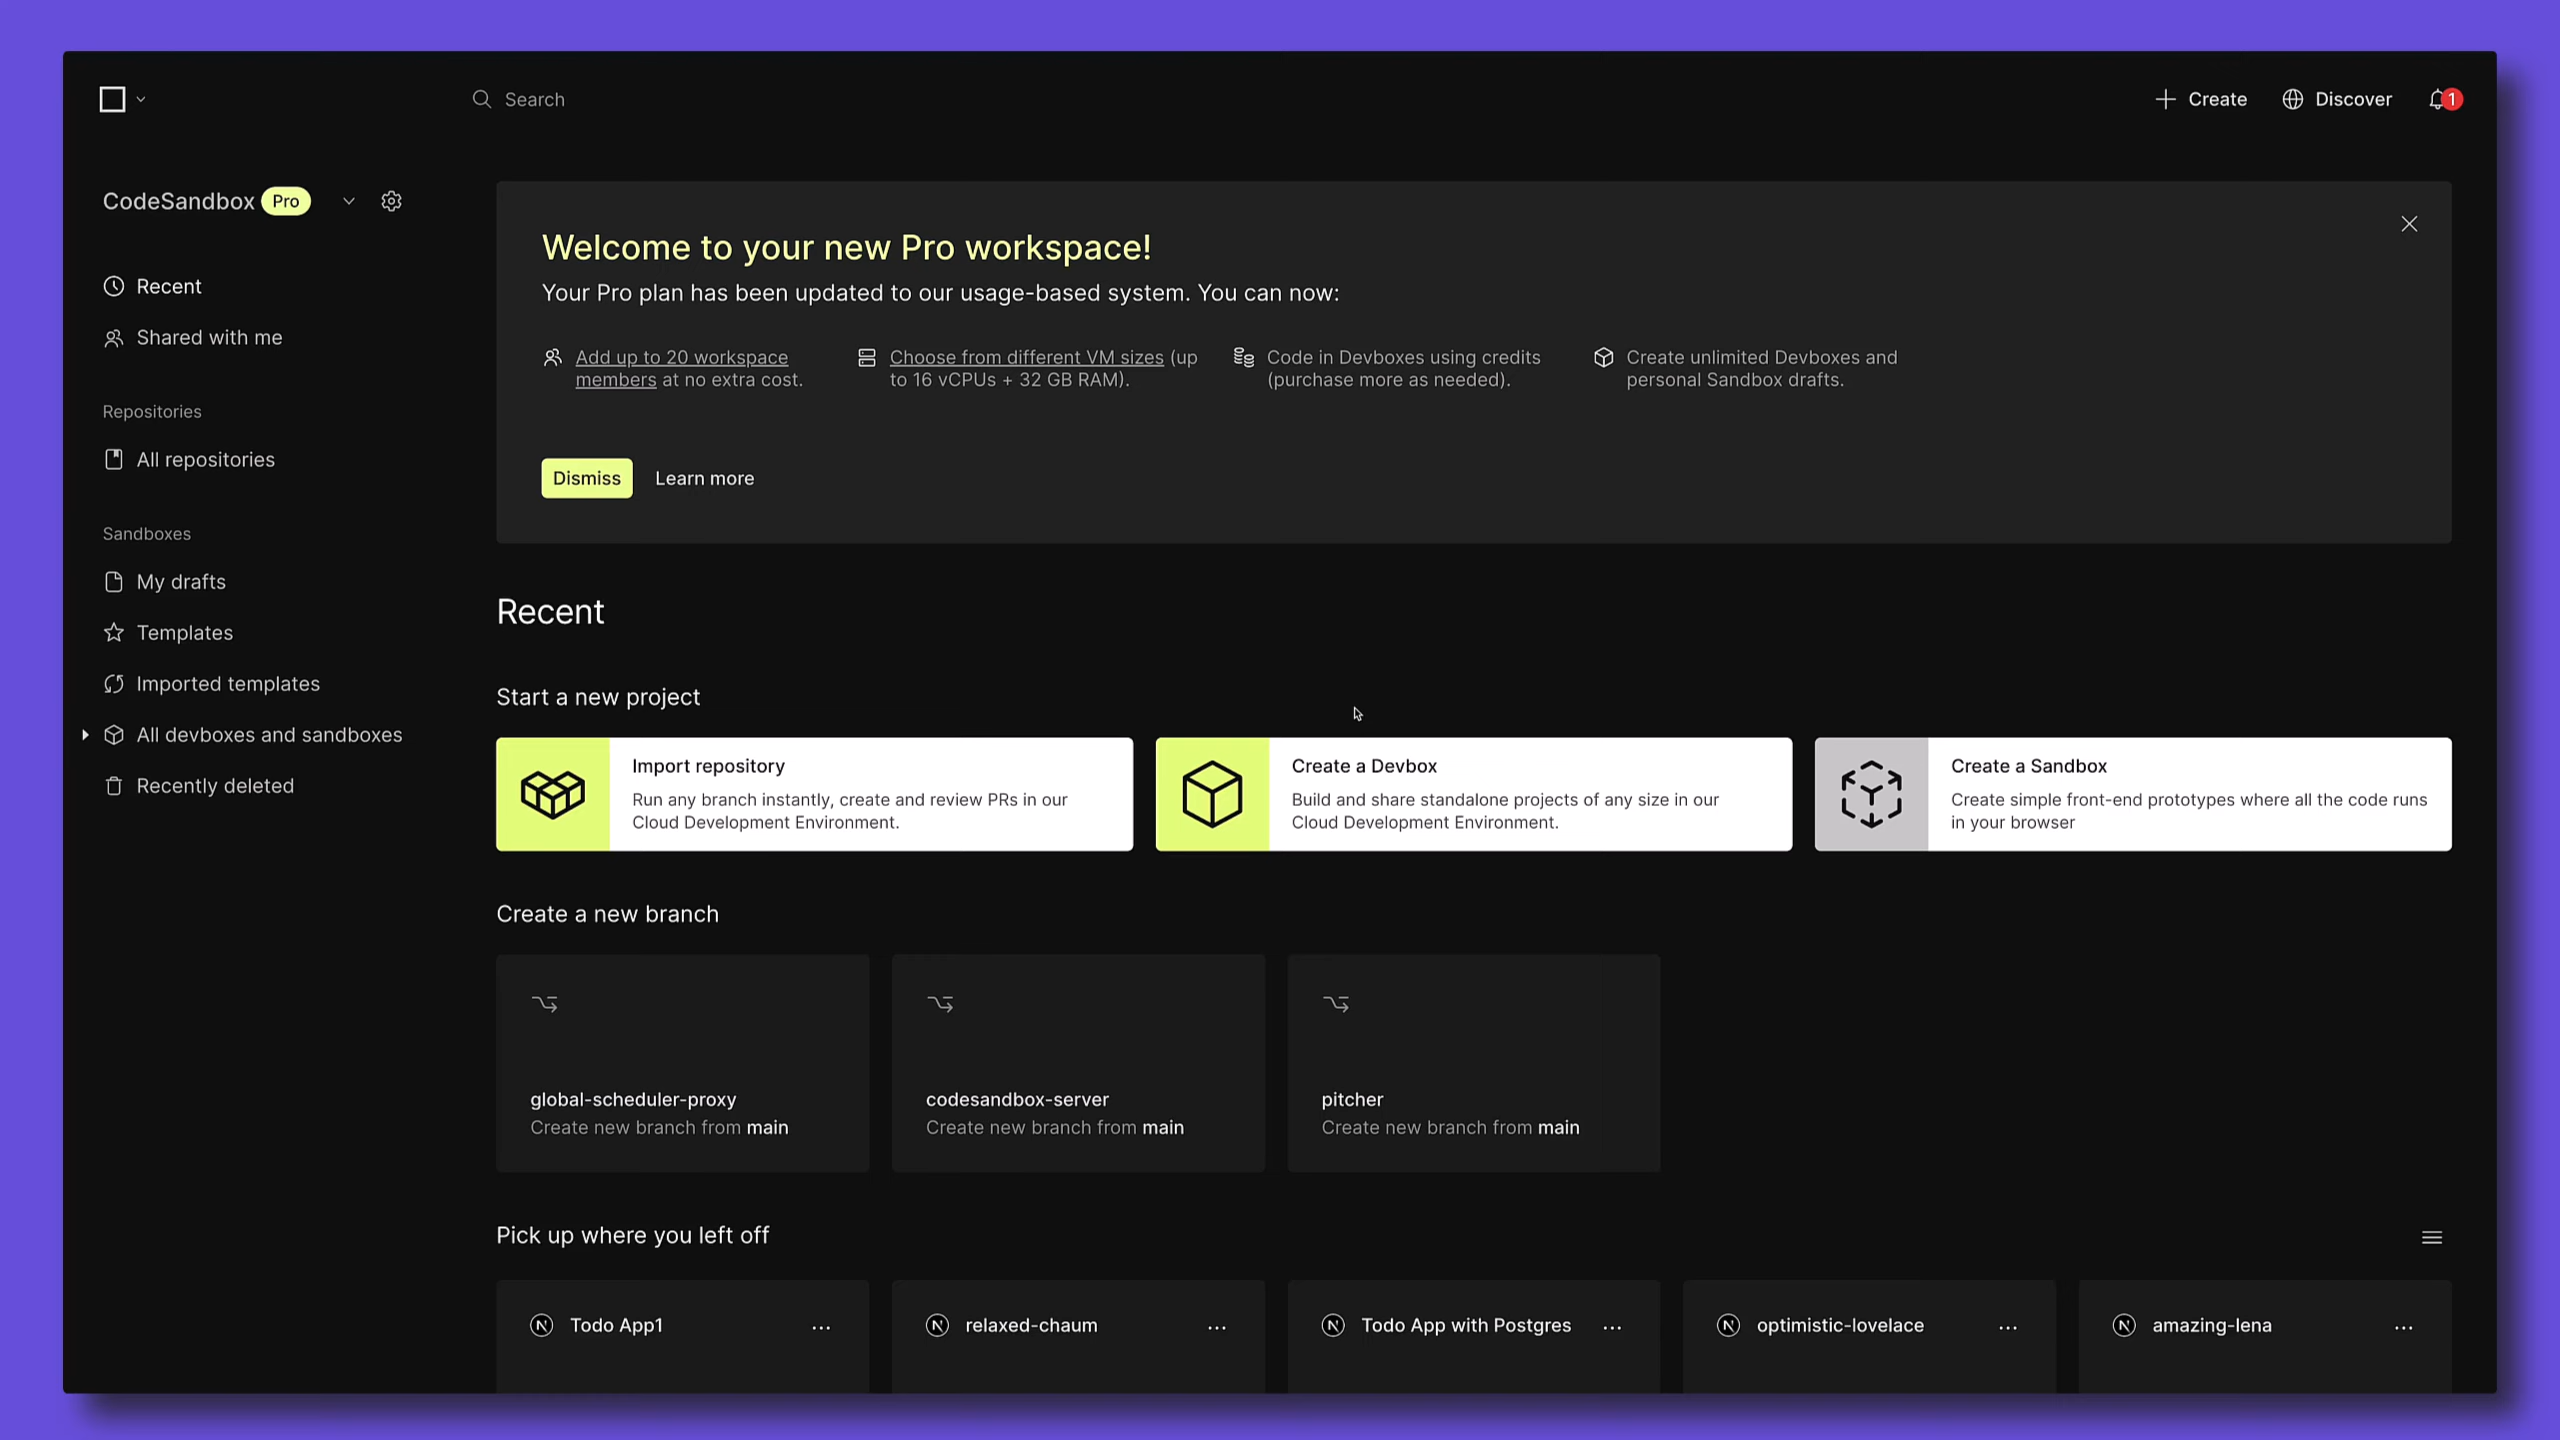 Search
Create
Discover
1
CodeSandbox Pro
Recent
Shared with me
Repositories
All repositories
Sandboxes
My drafts
Templates
Imported templates
All devboxes and sandboxes
Recently deleted
Welcome to your new Pro workspace!
Your Pro plan has been updated to our usage-based system. You can now:
Add up to 20 workspace
members at no extra cost.
Choose from different VM sizes (up
to 16 vCPUs + 32 GB RAM).
Code in Devboxes using credits
(purchase more as needed).
Create unlimited Devboxes and
personal Sandbox drafts.
Dismiss
Learn more
Recent
Start a new project
Import repository
Run any branch instantly, create and review PRs in our
Cloud Development Environment.
Create a Devbox
Build and share standalone projects of any size in our
Cloud Development Environment.
Create a Sandbox
Create simple front-end prototypes where all the code runs
in your browser
Create a new branch
global-scheduler-proxy
Create new branch from main
codesandbox-server
Create new branch from main
pitcher
Create new branch from main
Pick up where you left off
Todo App1
relaxed-chaum
Todo App with Postgres
optimistic-lovelace
amazing-lena